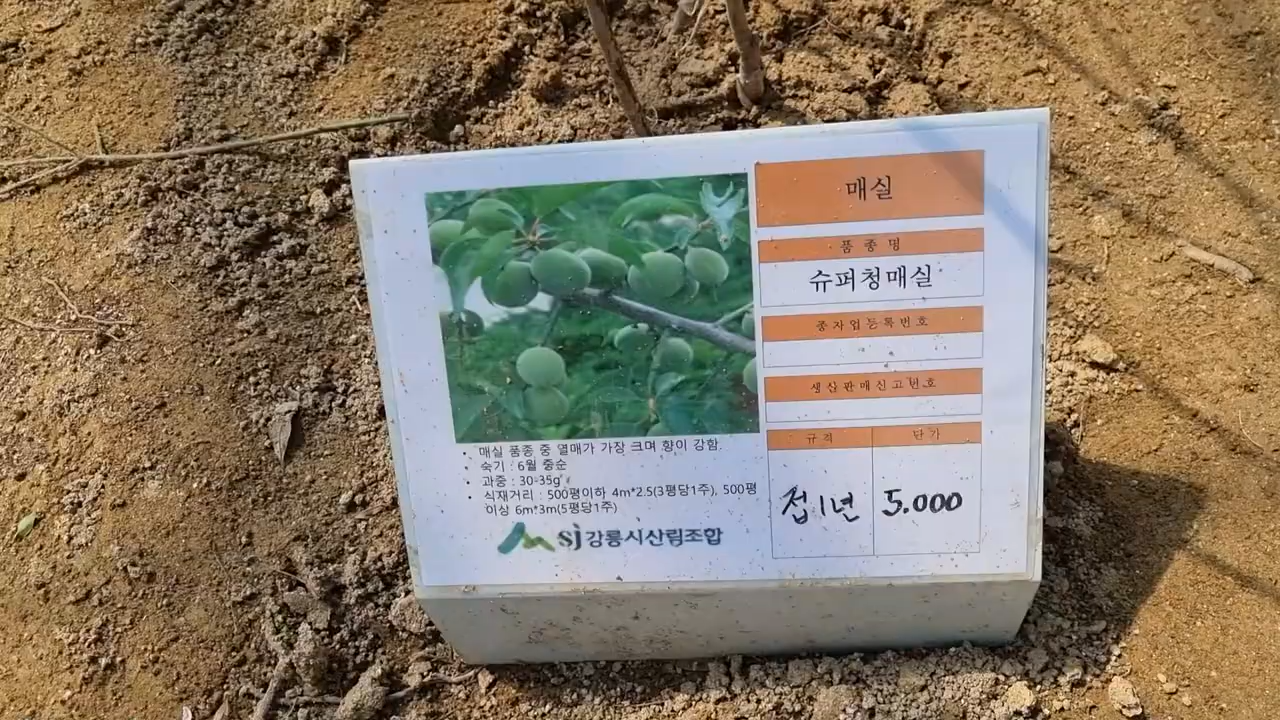 매실
품종명
슈퍼청매실
종자업등록번호
생산판매신고번호
규격 단가
접1년 5.000
• 매실 품종 중 열매가 가장 크며 향이 강함.
• 숙기 : 6월 중순
• 과중 : 30-35g
• 식재거리 : 500평이하 4m*2.5(3평당1주), 500평
이상 6m*3m(5평당1주)
sj강릉시산림조합